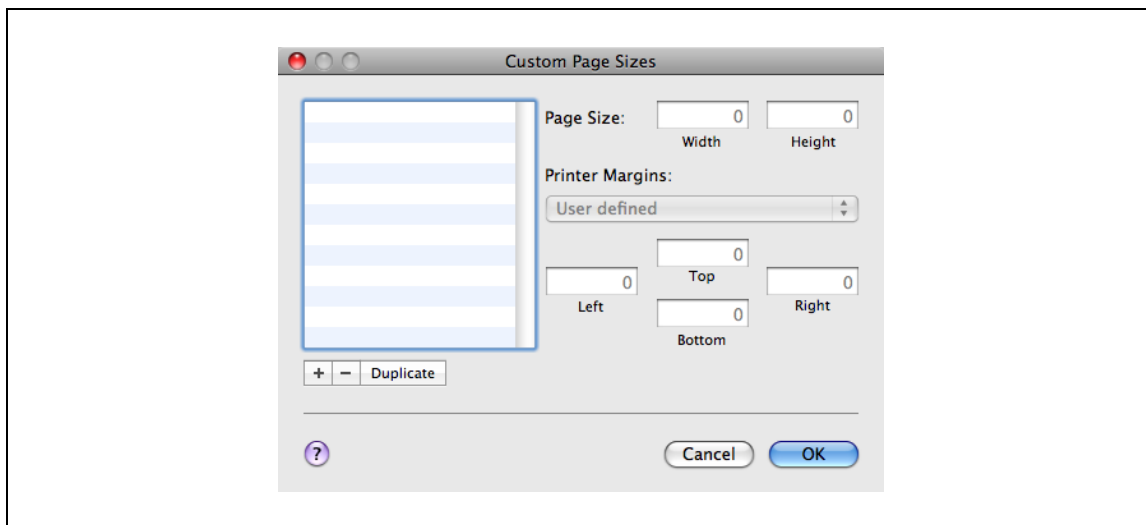 Custom Page Sizes
Page Size: 0 0
Width Height
Printer Margins:
User defined
0
Top
0 0
Left Right
0
Bottom
+ − Duplicate
? Cancel OK